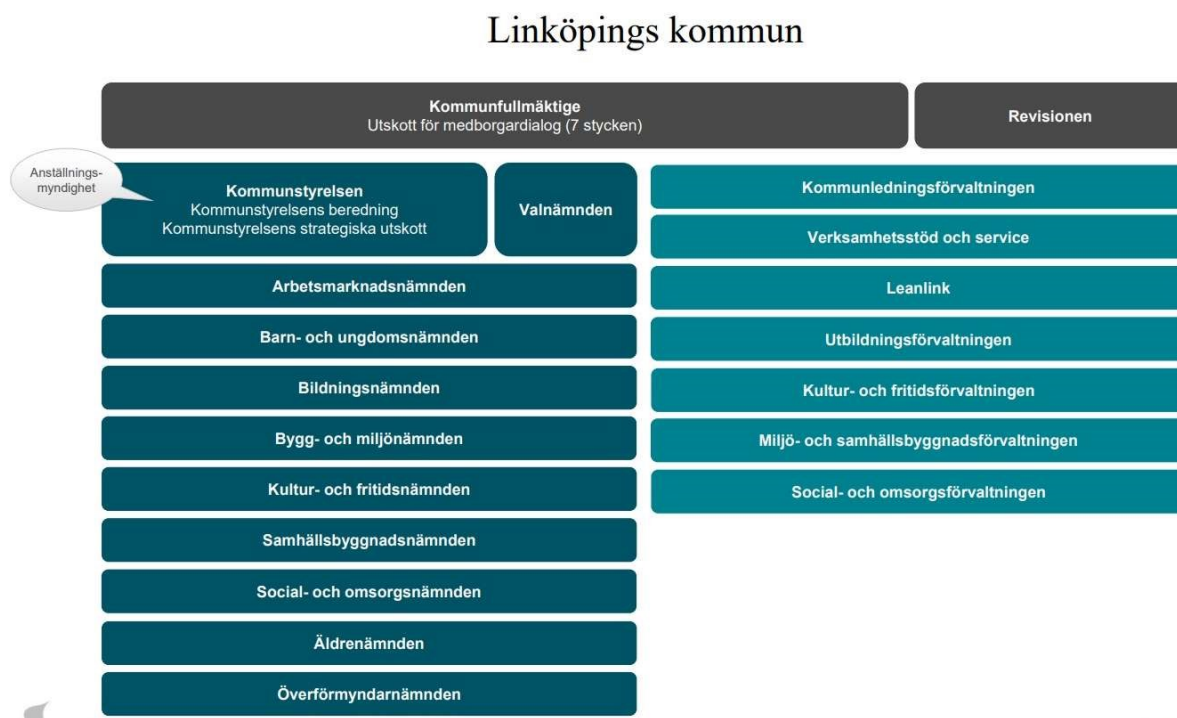 Linköpings kommun
Kommunfullmäktige
Utskott för medborgardialog (7 stycken)
Revisionen
Anställnings-
myndighet
Kommunstyrelsen
Kommunstyrelsens beredning
Kommunstyrelsens strategiska utskott
Valnämnden
Arbetsmarknadsnämnden
Barn- och ungdomsnämnden
Bildningsnämnden
Bygg- och miljönämnden
Kultur- och fritidsnämnden
Samhällsbyggnadsnämnden
Social- och omsorgsnämnden
Äldrenämnden
Överförmyndarnämnden
Kommunledningsförvaltningen
Verksamhetsstöd och service
Leanlink
Utbildningsförvaltningen
Kultur- och fritidsförvaltningen
Miljö- och samhällsbyggnadsförvaltningen
Social- och omsorgsförvaltningen